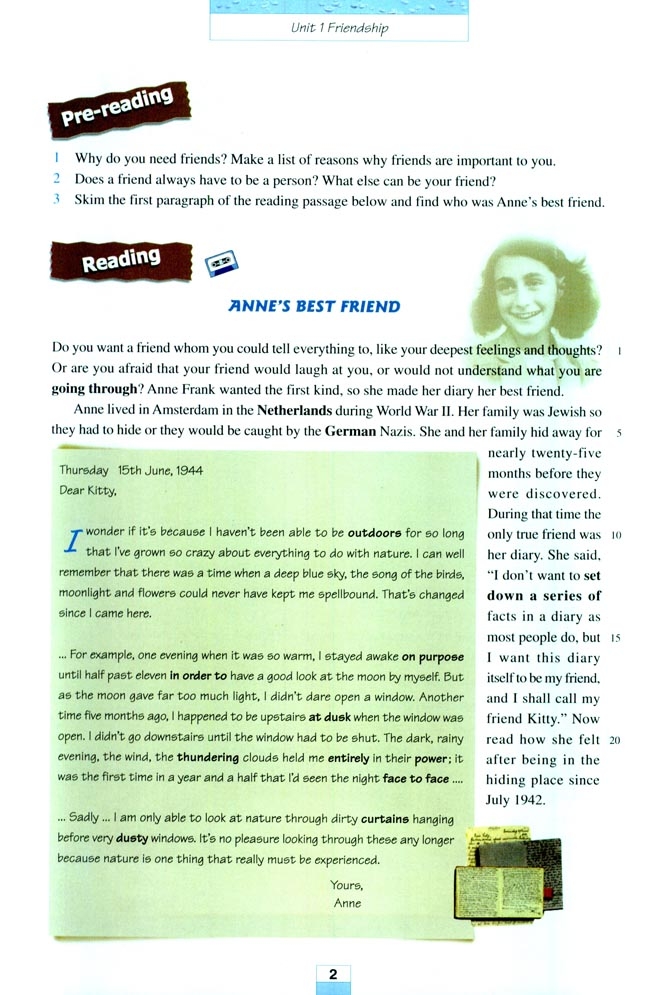 Unit 1 Friendship
Pre-reading
1 Why do you need friends? Make a list of reasons why friends are important to you.
2 Does a friend always have to be a person? What else can be your friend?
3 Skim the first paragraph of the reading passage below and find who was Anne's best friend.
Reading
ANNE'S BEST FRIEND
Do you want a friend whom you could tell everything to, like your deepest feelings and thoughts? 1
Or are you afraid that your friend would laugh at you, or would not understand what you are
going through? Anne Frank wanted the first kind, so she made her diary her best friend.
Anne lived in Amsterdam in the Netherlands during World War II. Her family was Jewish so
they had to hide or they would be caught by the German Nazis. She and her family hid away for 5
nearly twenty-five
months before they
were discovered.
During that time the
only true friend was 10
her diary. She said,
"I don't want to set
down a series of
facts in a diary as
most people do, but 15
I want this diary
itself to be my friend,
and I shall call my
friend Kitty." Now
read how she felt 20
after being in the
hiding place since
July 1942.
Thursday 15th June, 1944
Dear Kitty,
I wonder if it's because I haven't been able to be outdoors for so long
that I've grown so crazy about everything to do with nature. I can well
remember that there was a time when a deep blue sky, the song of the birds,
moonlight and flowers could never have kept me spellbound. That's changed
since I came here.
... For example, one evening when it was so warm, I stayed awake on purpose
until half past eleven in order to have a good look at the moon by myself. But
as the moon gave far too much light, I didn't dare open a window. Another
time five months ago, I happened to be upstairs at dusk when the window was
open. I didn't go downstairs until the window had to be shut. The dark, rainy
evening, the wind, the thundering clouds held me entirely in their power; it
was the first time in a year and a half that I'd seen the night face to face ....
... Sadly ... I am only able to look at nature through dirty curtains hanging
before very dusty windows. It's no pleasure looking through these any longer
because nature is one thing that really must be experienced.
Yours,
Anne
2